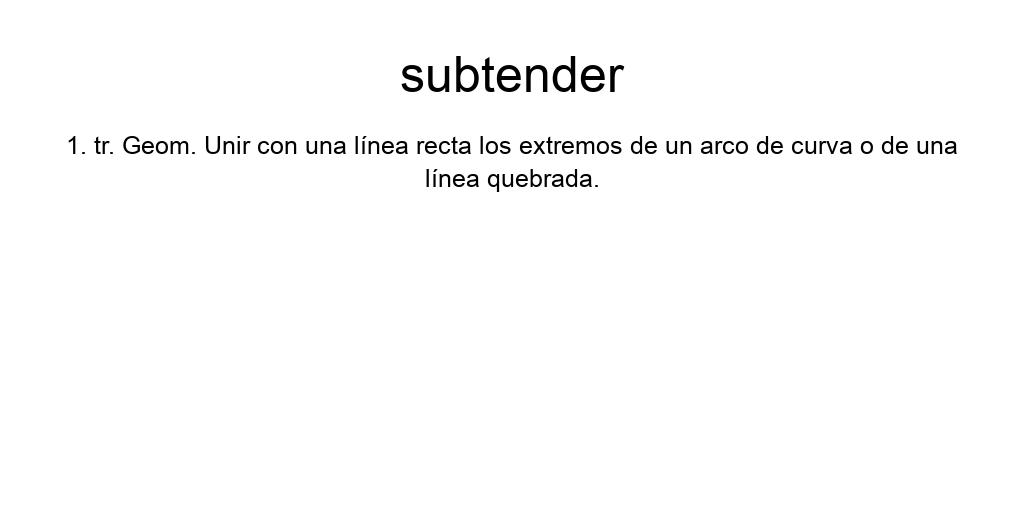 subtender
1. tr. Geom. Unir con una línea recta los extremos de un arco de curva o de una
línea quebrada.